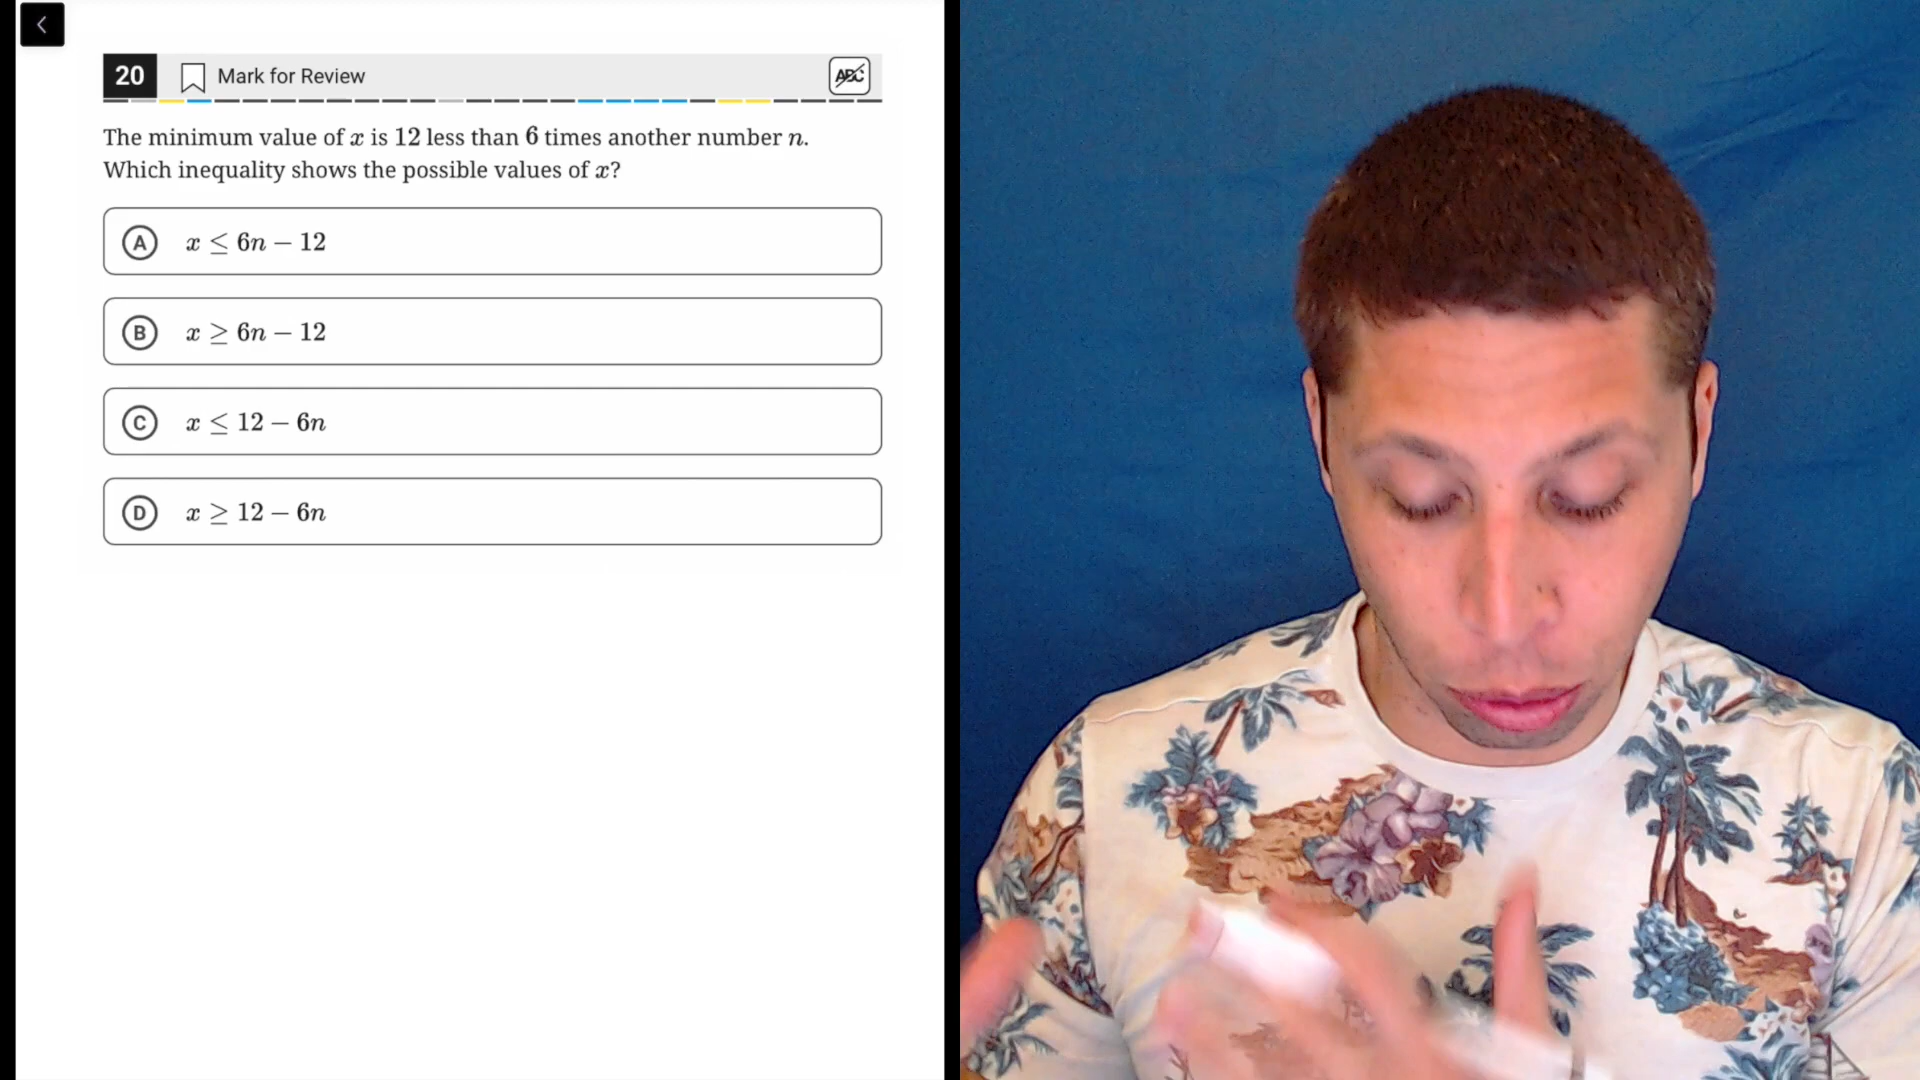 20 Mark for Review ABC
The minimum value of x is 12 less than 6 times another number n.
Which inequality shows the possible values of x?
A x ≤ 6n − 12
B x ≥ 6n − 12
C x ≤ 12 − 6n
D x ≥ 12 − 6n